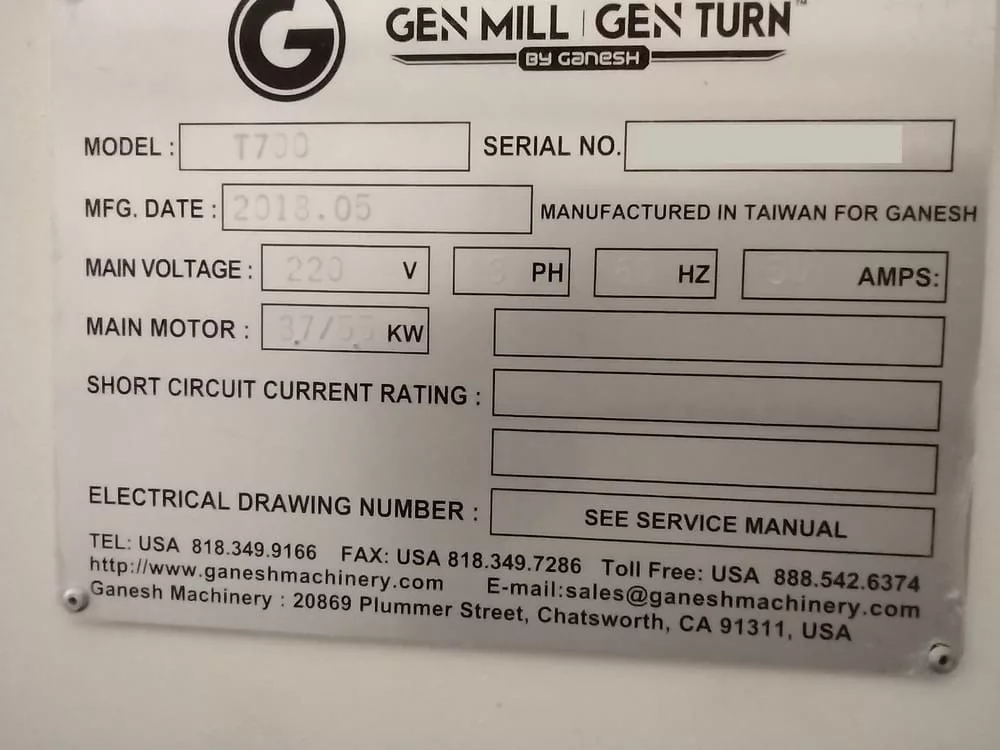 G
GEN MILL | GEN TURN™
BY GANESH
MODEL : T700 SERIAL NO.
MFG. DATE : 2018.05 MANUFACTURED IN TAIWAN FOR GANESH
MAIN VOLTAGE : 220 V PH HZ AMPS:
MAIN MOTOR : KW
SHORT CIRCUIT CURRENT RATING :
ELECTRICAL DRAWING NUMBER : SEE SERVICE MANUAL
TEL: USA 818.349.9166 FAX: USA 818.349.7286 Toll Free: USA 888.542.6374
http://www.ganeshmachinery.com E-mail:sales@ganeshmachinery.com
Ganesh Machinery : 20869 Plummer Street, Chatsworth, CA 91311, USA